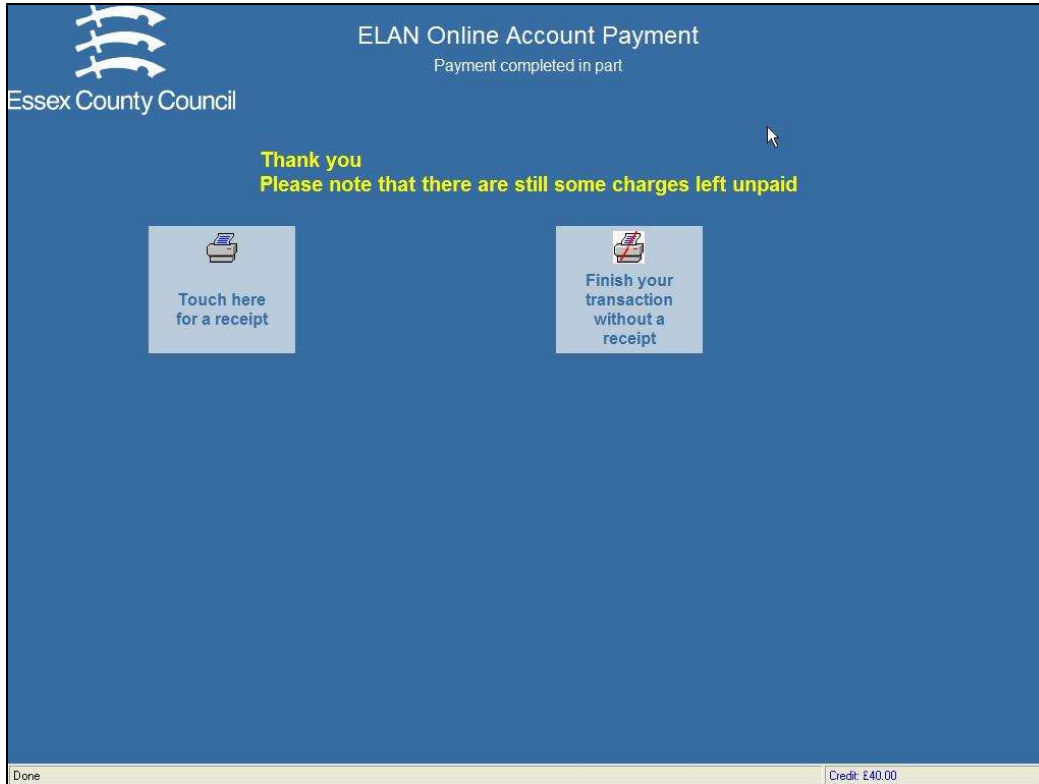 ELAN Online Account Payment
Payment completed in part
Essex County Council
Thank you
Please note that there are still some charges left unpaid
Touch here
for a receipt
Finish your
transaction
without a
receipt
Done
Credit: £40.00